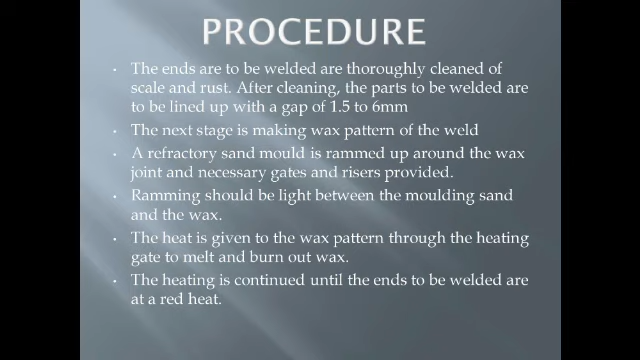 PROCEDURE
• The ends are to be welded are thoroughly cleaned of
scale and rust. After cleaning, the parts to be welded are
to be lined up with a gap of 1.5 to 6mm
• The next stage is making wax pattern of the weld
• A refractory sand mould is rammed up around the wax
joint and necessary gates and risers provided.
• Ramming should be light between the moulding sand
and the wax.
• The heat is given to the wax pattern through the heating
gate to melt and burn out wax.
• The heating is continued until the ends to be welded are
at a red heat.